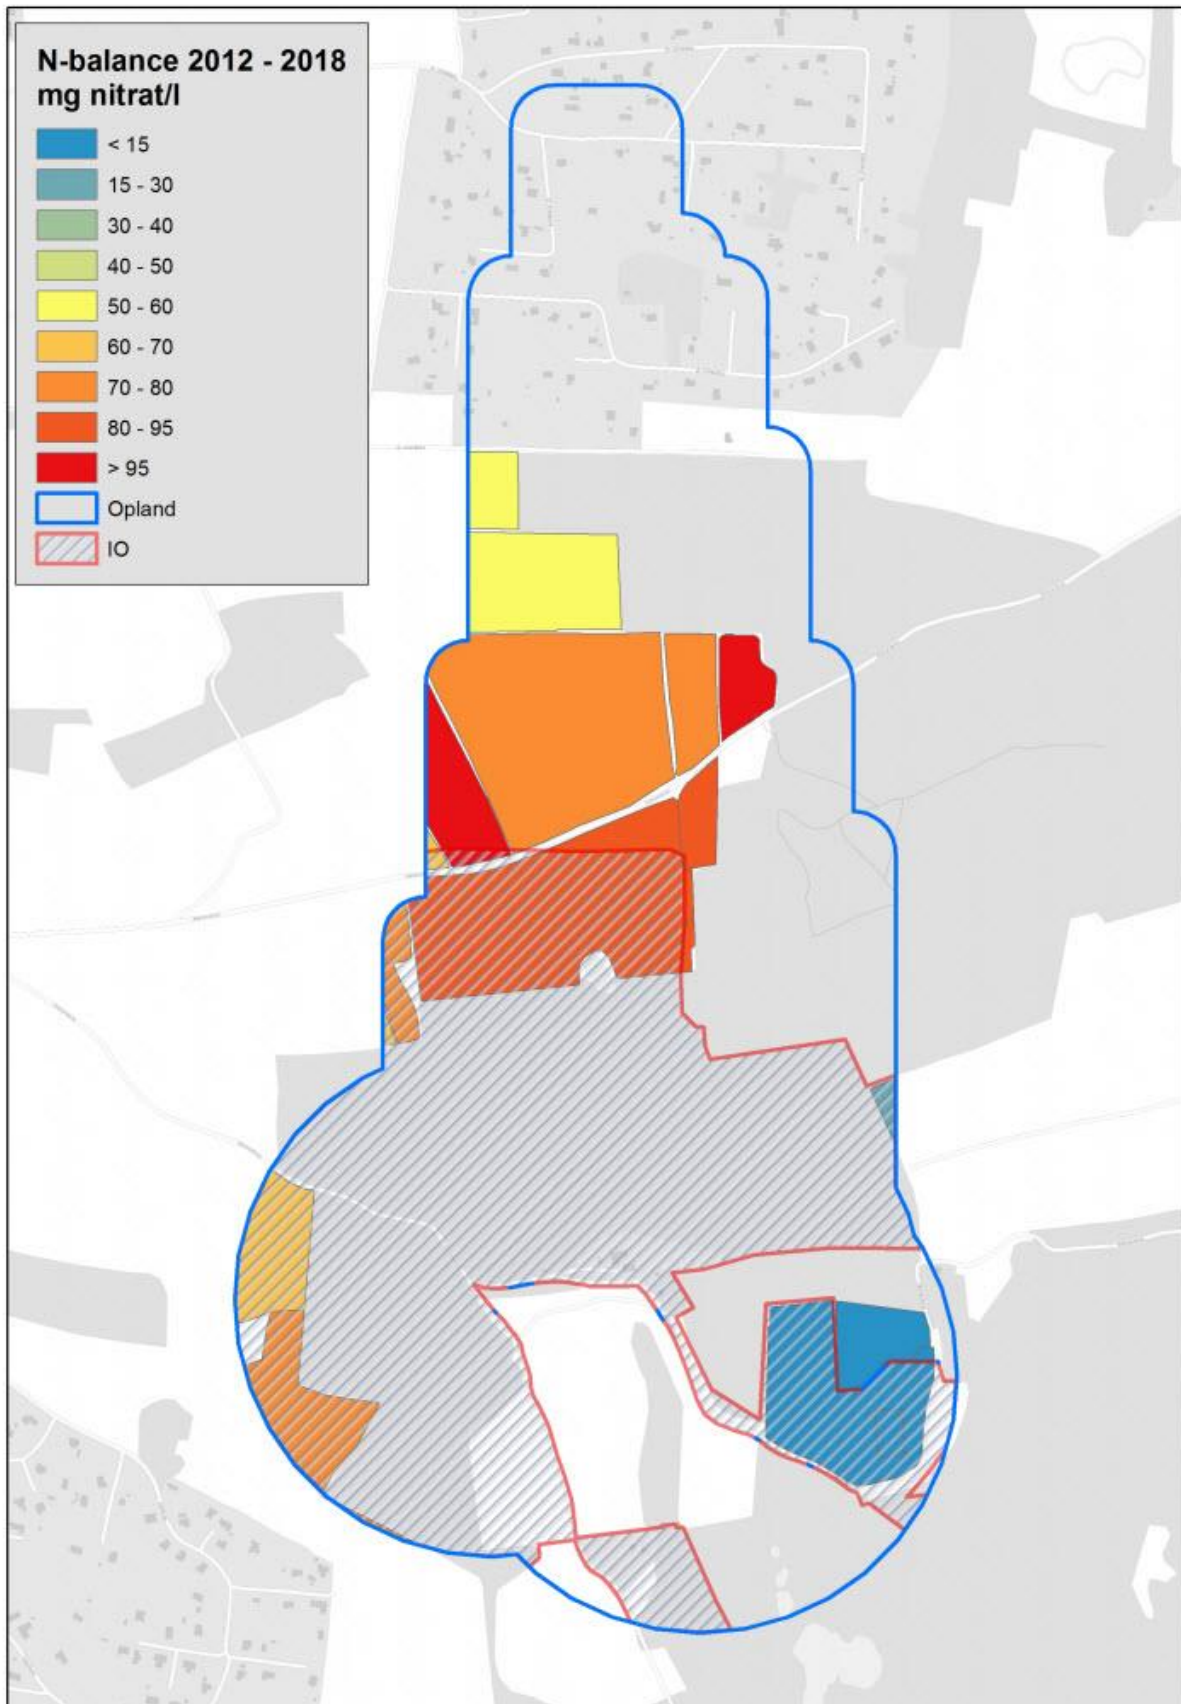 N-balance 2012 - 2018
mg nitrat/l
< 15
15 - 30
30 - 40
40 - 50
50 - 60
60 - 70
70 - 80
80 - 95
> 95
Opland
IO